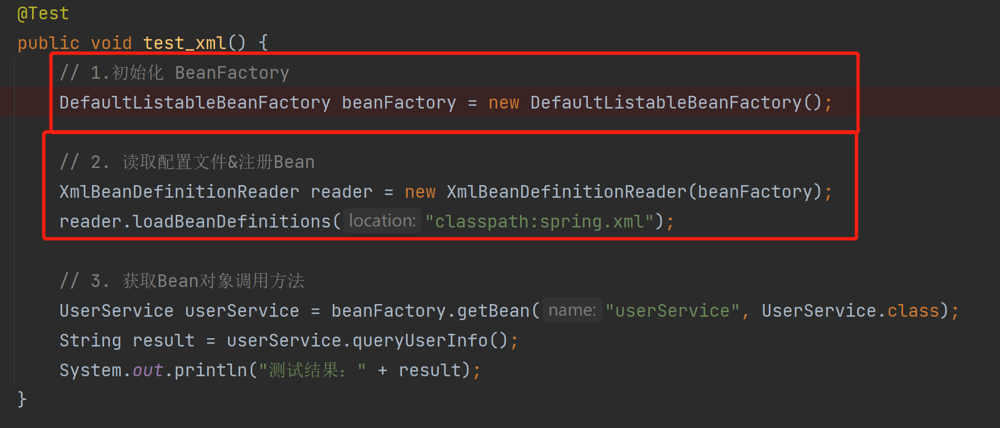 @Test
public void test_xml() {
// 1.初始化 BeanFactory
DefaultListableBeanFactory beanFactory = new DefaultListableBeanFactory();
// 2. 读取配置文件&注册Bean
XmlBeanDefinitionReader reader = new XmlBeanDefinitionReader(beanFactory);
reader.loadBeanDefinitions( location: "classpath:spring.xml");
// 3. 获取Bean对象调用方法
UserService userService = beanFactory.getBean( name: "userService", UserService.class);
String result = userService.queryUserInfo();
System.out.println("测试结果：" + result);
}